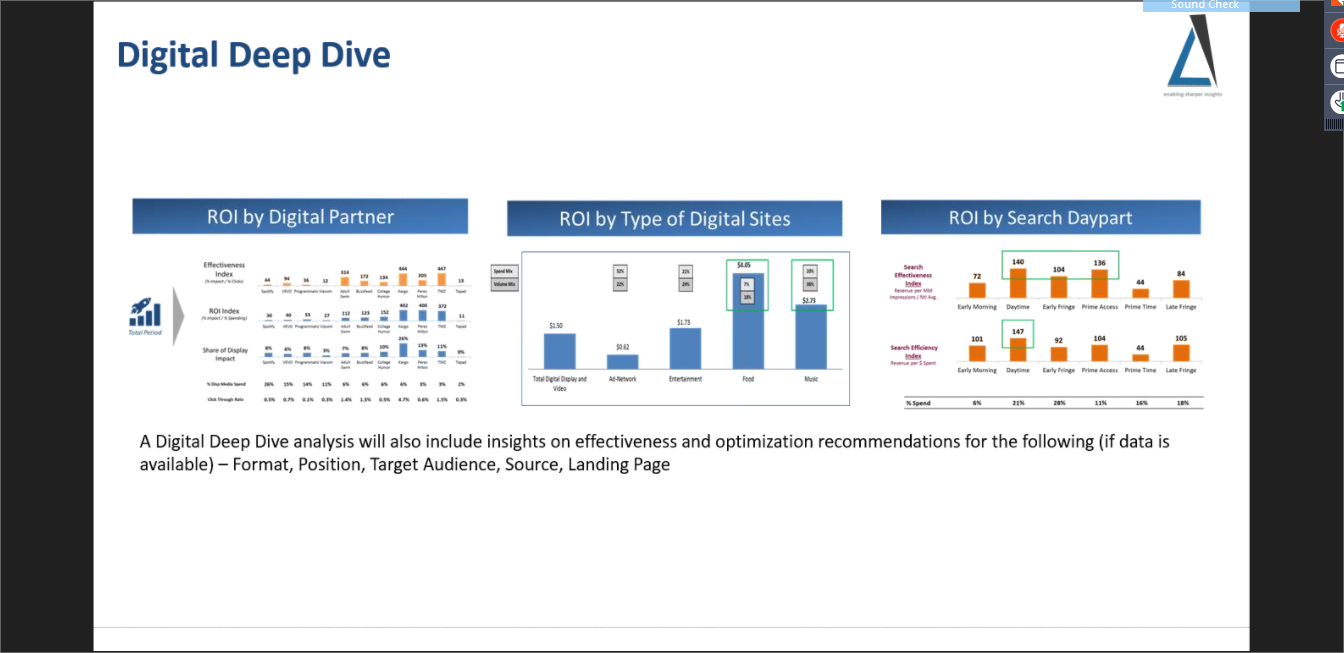 Sound Check
Digital Deep Dive
enabling sharper insights
ROI by Digital Partner
Total Period
Effectiveness
Index
(% Impact / % Clicks)
44 94 36 12 314 172 134 444 205 447 13
Spotify VEVO Programmatic Viacom Adult Swim Buzzfeed College Humor Kargo Perez Hilton TMZ Taped
ROI Index
(% Impact / % Spending)
30 40 55 27 112 123 152 402 408 372 11
Spotify VEVO Programmatic Viacom Adult Swim Buzzfeed College Humor Kargo Perez Hilton TMZ Taped
Share of Display
Impact
8% 6% 8% 3% 7% 8% 10% 26% 13% 11% 0%
Spotify VEVO Programmatic Viacom Adult Swim Buzzfeed College Humor Kargo Perez Hilton TMZ Taped
% Disp Media Spend 26% 15% 14% 11% 6% 6% 6% 6% 3% 3% 2%
Click Through Rate 0.5% 0.7% 0.1% 0.3% 1.4% 1.5% 0.5% 4.7% 0.6% 1.5% 0.3%
ROI by Type of Digital Sites
Spend Mix
Volume Mix
52%
22%
21%
24%
$4.05
7%
18%
20%
36%
$2.73
$1.50
$0.62
$1.73
Total Digital Display and
Video
Ad-Network
Entertainment
Food
Music
ROI by Search Daypart
Search
Effectiveness
Index
Revenue per MM
Impressions / Ntl Avg.
72 140 104 136 44 84
Early Morning Daytime Early Fringe Prime Access Prime Time Late Fringe
Search Efficiency
Index
Revenue per $ Spent
101 147 92 104 44 105
Early Morning Daytime Early Fringe Prime Access Prime Time Late Fringe
% Spend 6% 21% 28% 11% 16% 18%
A Digital Deep Dive analysis will also include insights on effectiveness and optimization recommendations for the following (if data is
available) – Format, Position, Target Audience, Source, Landing Page